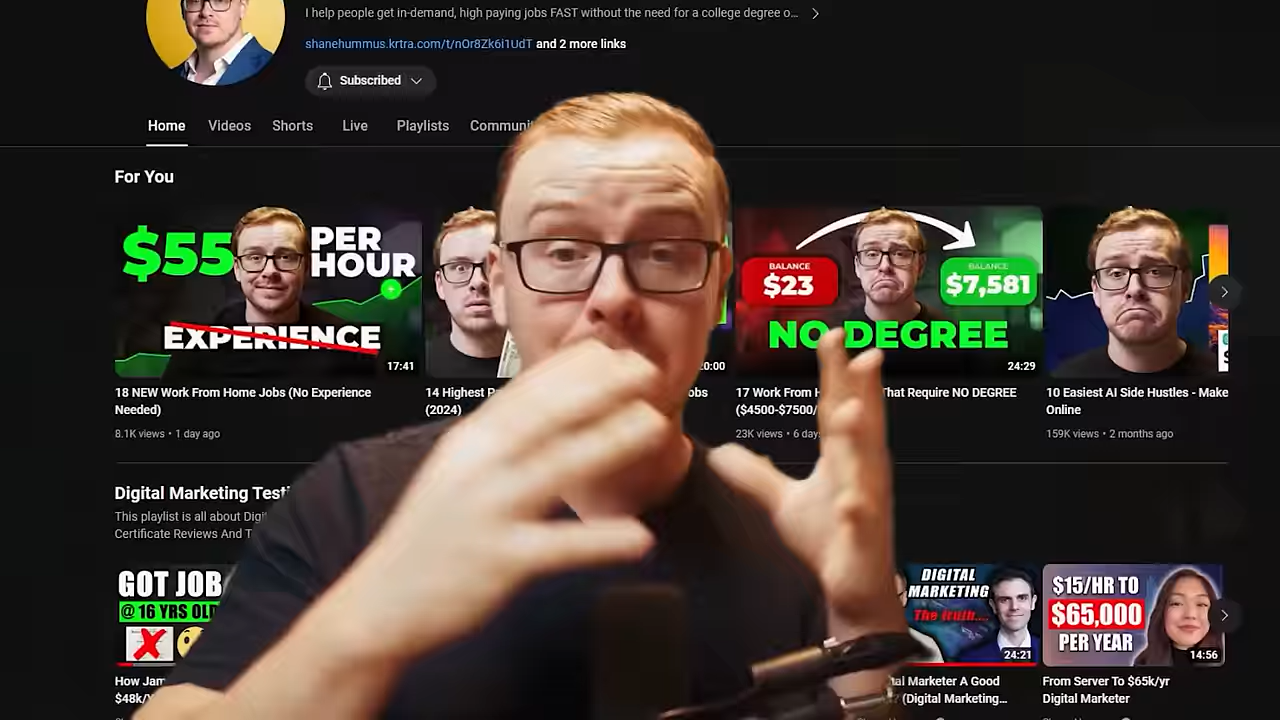 I help people get in-demand, high paying jobs FAST without the need for a college degree o...
shanehummus.krtra.com/t/nOr8Zk6i1UdT and 2 more links
Subscribed
Home Videos Shorts Live Playlists
For You
$55 PER HOUR
EXPERIENCE
17:41
BALANCE
$23
BALANCE
$7,581
NO DEGREE
24:29
18 NEW Work From Home Jobs (No Experience
Needed)
8.1K views • 1 day ago
14 Highest
(2024)
17 Work From That Require NO DEGREE
($4500-$7500/
23K views • 6
10 Easiest AI Side Hustles - Make
Online
159K views • 2 months ago
Digital Marketing
This playlist is all about
Certificate Reviews And
GOT JOB
@ 16 YRS OLD
DIGITAL
MARKETING
The truth....
24:21
$15/HR TO
$65,000
PER YEAR
14:56
How
$48k/
Marketer A Good
(Digital Marketing...
From Server To $65k/yr
Digital Marketer